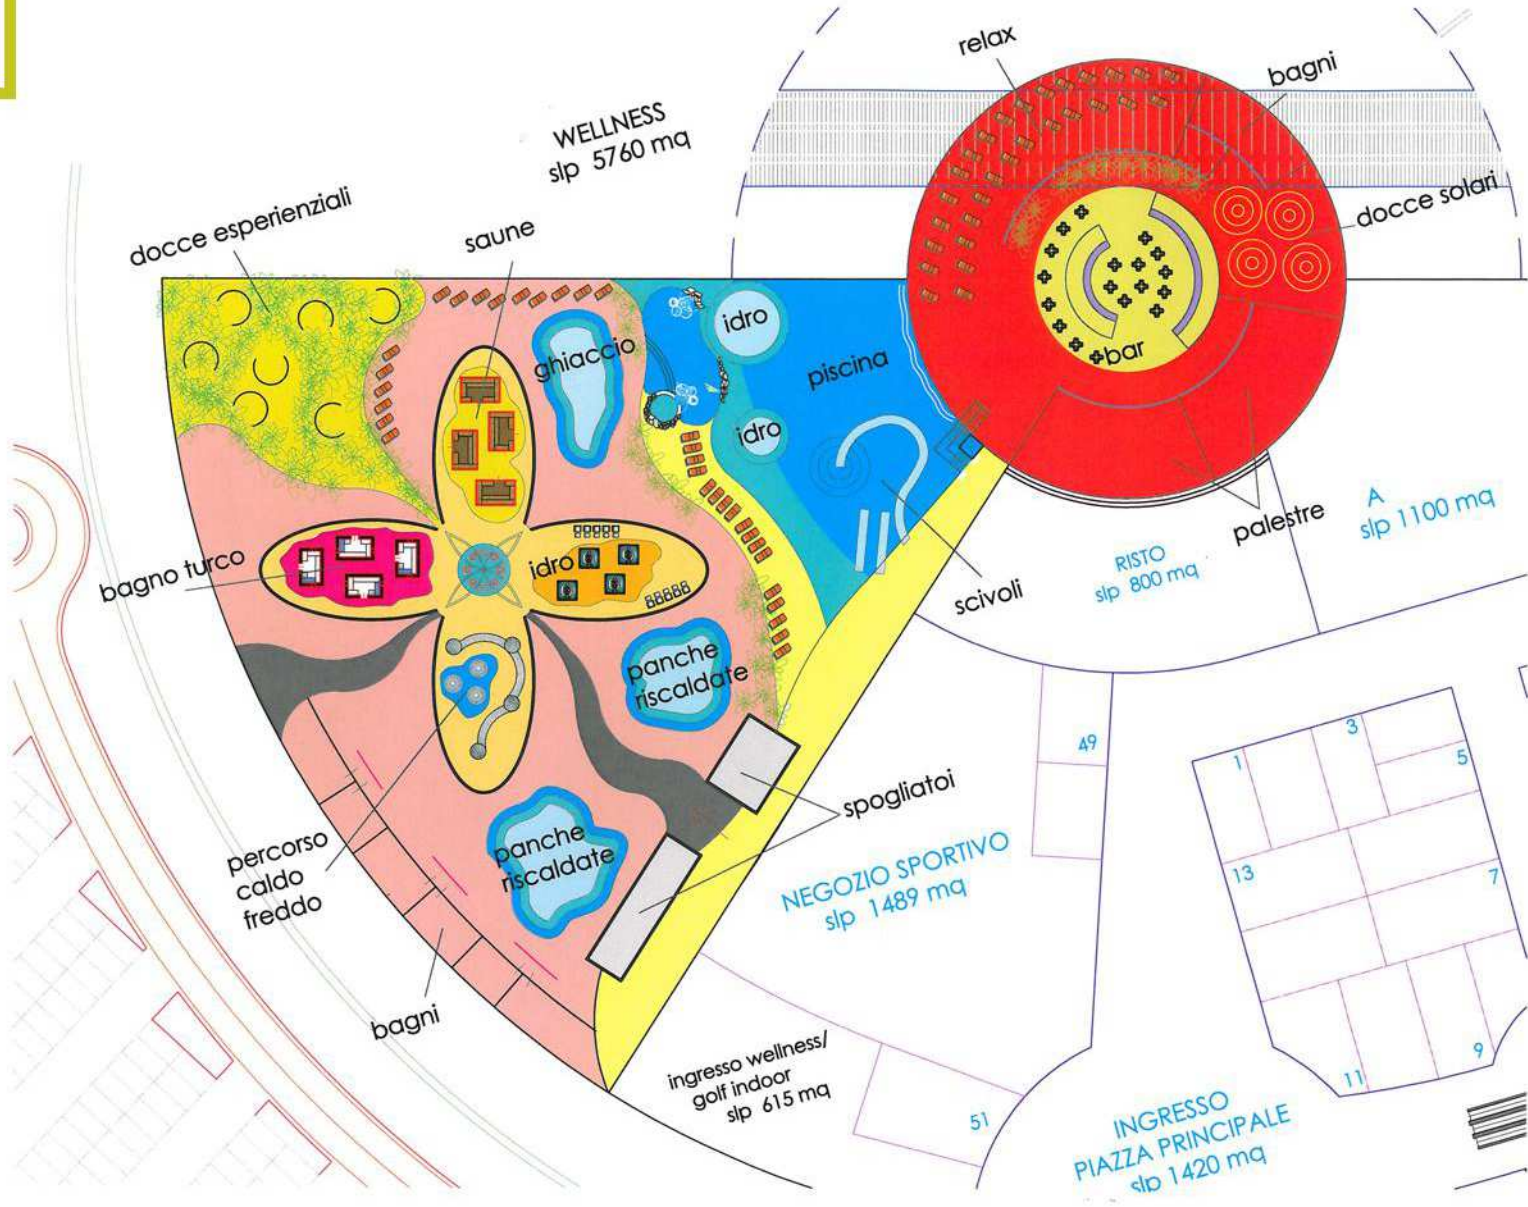 relax
bagni
WELLNESS
slp 5760 mq
docce esperienziali
saune
docce solari
idro
ghiaccio
piscina
bar
idro
A
slp 1100 mq
palestre
bagno turco
idro
RISTO
slp 800 mq
scivoli
panche
riscaldate
49
3
1
5
spogliatoi
percorso
caldo
freddo
panche
riscaldate
NEGOZIO SPORTIVO
slp 1489 mq
13
7
bagni
ingresso wellness/
golf indoor
slp 615 mq
9
11
51
INGRESSO
PIAZZA PRINCIPALE
slp 1420 mq